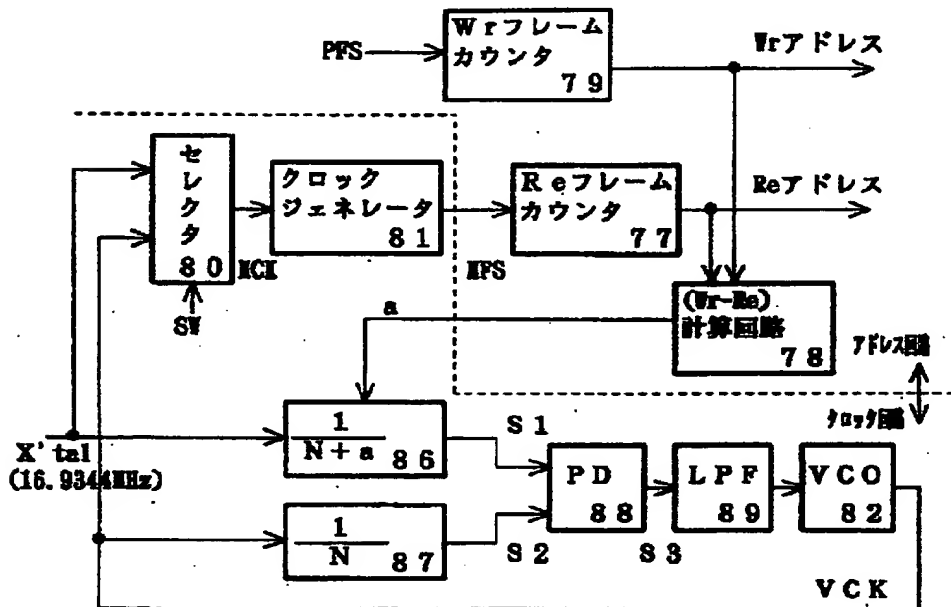 Wrフレーム
カウンタ
79
PFS
Wrアドレス
セレクタ
80
クロック
ジェネレータ
81
Reフレーム
カウンタ
77
Reアドレス
MCK
MFS
SW
a
(Wr-Re)
計算回路
78
アドレス回路
クロック回路
X'tal
(16.9344MHz)
1
N+a
86
S1
PD
88
LPF
89
VCO
82
1
N
87
S2
S3
VCK